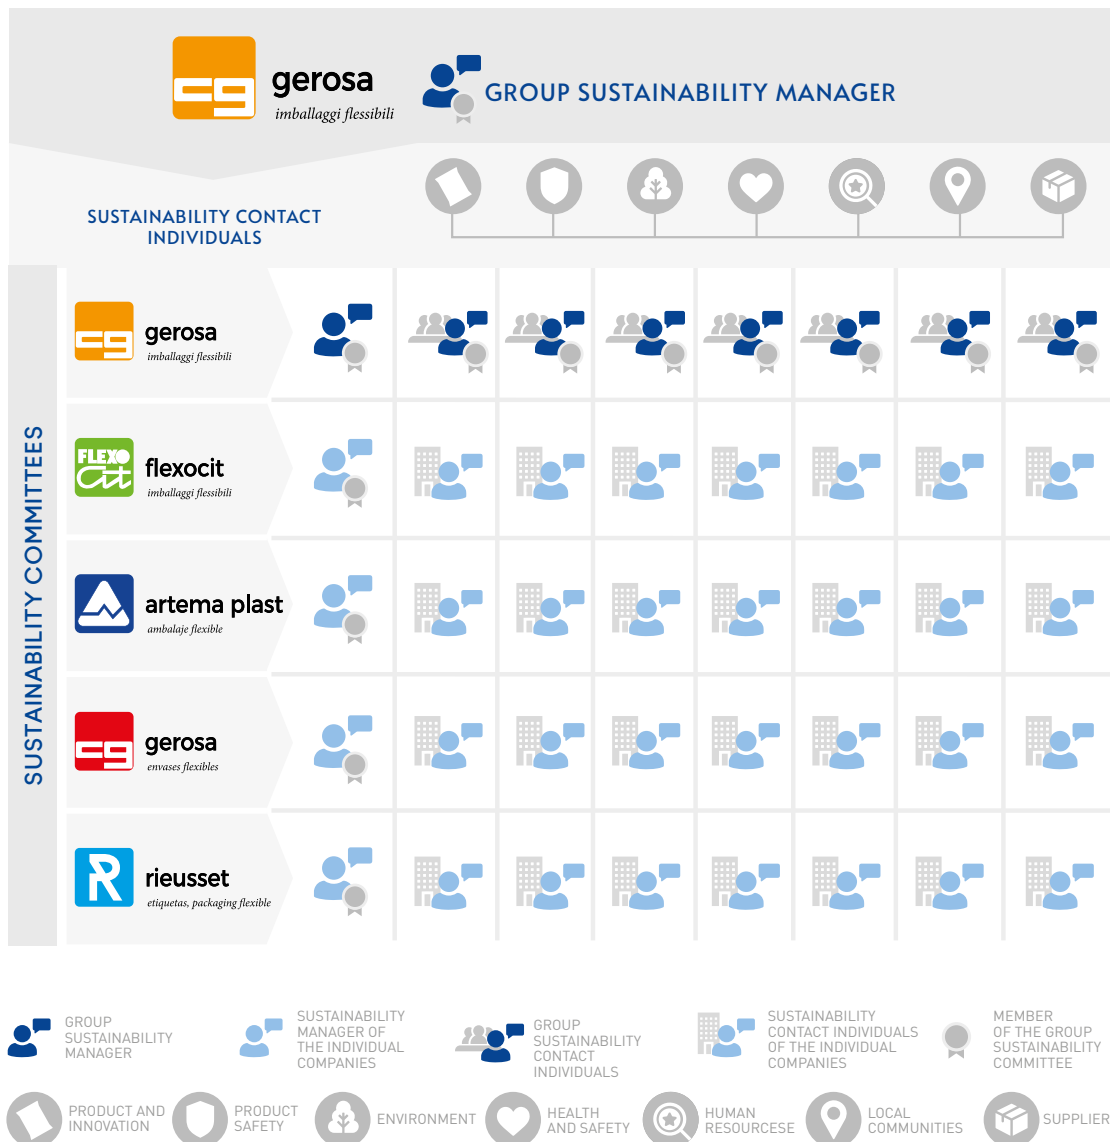 gerosa
imballaggi flessibili
GROUP SUSTAINABILITY MANAGER
SUSTAINABILITY CONTACT
INDIVIDUALS
SUSTAINABILITY COMMITTEES
gerosa
imballaggi flessibili
FLEXO
Cit
flexocit
imballaggi flessibili
artema plast
ambalaje flexible
gerosa
envases flexibles
R
rieusset
etiquetas, packaging flexible
GROUP
SUSTAINABILITY
MANAGER
SUSTAINABILITY
MANAGER OF
THE INDIVIDUAL
COMPANIES
GROUP
SUSTAINABILITY
CONTACT
INDIVIDUALS
SUSTAINABILITY
CONTACT INDIVIDUALS
OF THE INDIVIDUAL
COMPANIES
MEMBER
OF THE GROUP
SUSTAINABILITY
COMMITTEE
PRODUCT AND
INNOVATION
PRODUCT
SAFETY
ENVIRONMENT
HEALTH
AND SAFETY
HUMAN
RESOURCESE
LOCAL
COMMUNITIES
SUPPLIER